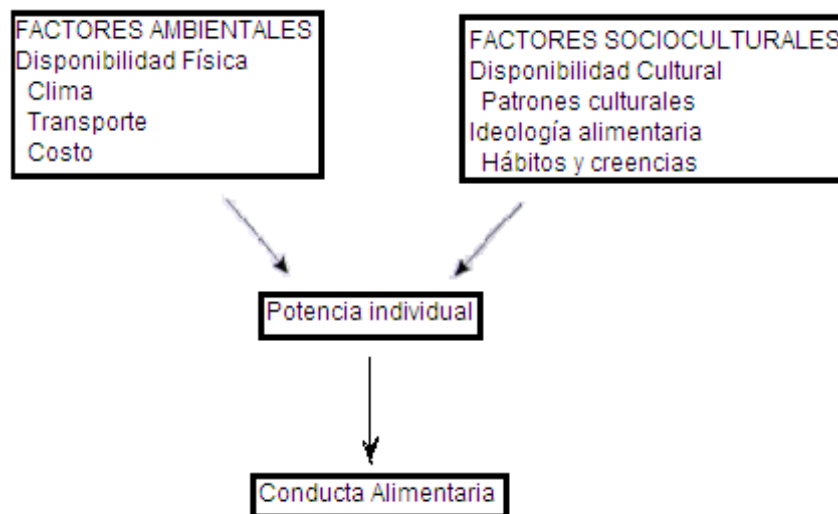 FACTORES AMBIENTALES
Disponibilidad Física
Clima
Transporte
Costo
FACTORES SOCIOCULTURALES
Disponibilidad Cultural
Patrones culturales
Ideología alimentaria
Hábitos y creencias
Potencia individual
Conducta Alimentaria